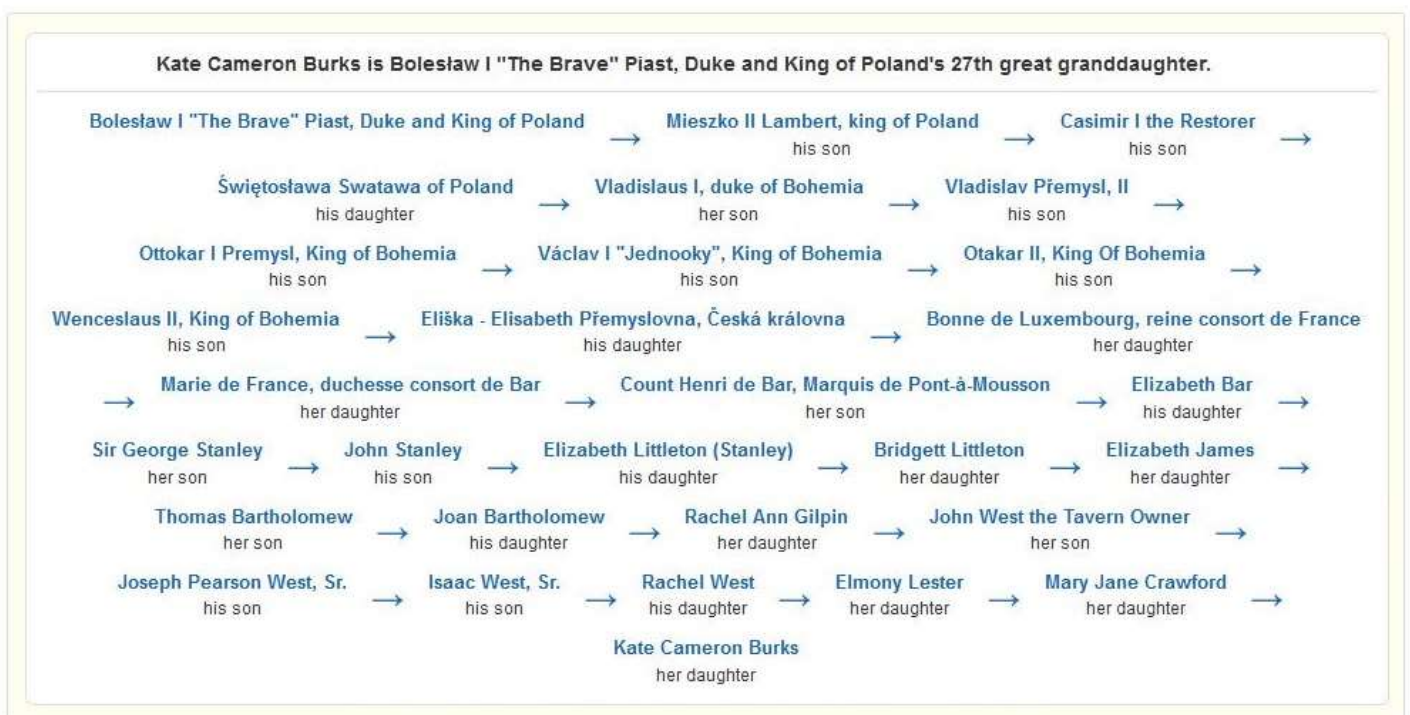 Kate Cameron Burks is Bolesław I "The Brave" Piast, Duke and King of Poland's 27th great granddaughter.
Bolesław I "The Brave" Piast, Duke and King of Poland → Mieszko II Lambert, king of Poland → Casimir I the Restorer →
his son his son
Świętosława Swatawa of Poland → Vladislaus I, duke of Bohemia → Vladislav Přemysl, II →
his daughter her son his son
Ottokar I Premysl, King of Bohemia → Václav I "Jednooky", King of Bohemia → Otakar II, King Of Bohemia →
his son his son his son
Wenceslaus II, King of Bohemia → Eliška - Elisabeth Přemyslovna, Česká královna → Bonne de Luxembourg, reine consort de France
his son his daughter her daughter
→ Marie de France, duchesse consort de Bar → Count Henri de Bar, Marquis de Pont-à-Mousson → Elizabeth Bar →
her daughter her son his daughter
Sir George Stanley → John Stanley → Elizabeth Littleton (Stanley) → Bridgett Littleton → Elizabeth James →
her son his son his daughter her daughter her daughter
Thomas Bartholomew → Joan Bartholomew → Rachel Ann Gilpin → John West the Tavern Owner →
her son his daughter her daughter her son
Joseph Pearson West, Sr. → Isaac West, Sr. → Rachel West → Elmony Lester → Mary Jane Crawford →
his son his son his daughter her daughter her daughter
Kate Cameron Burks
her daughter